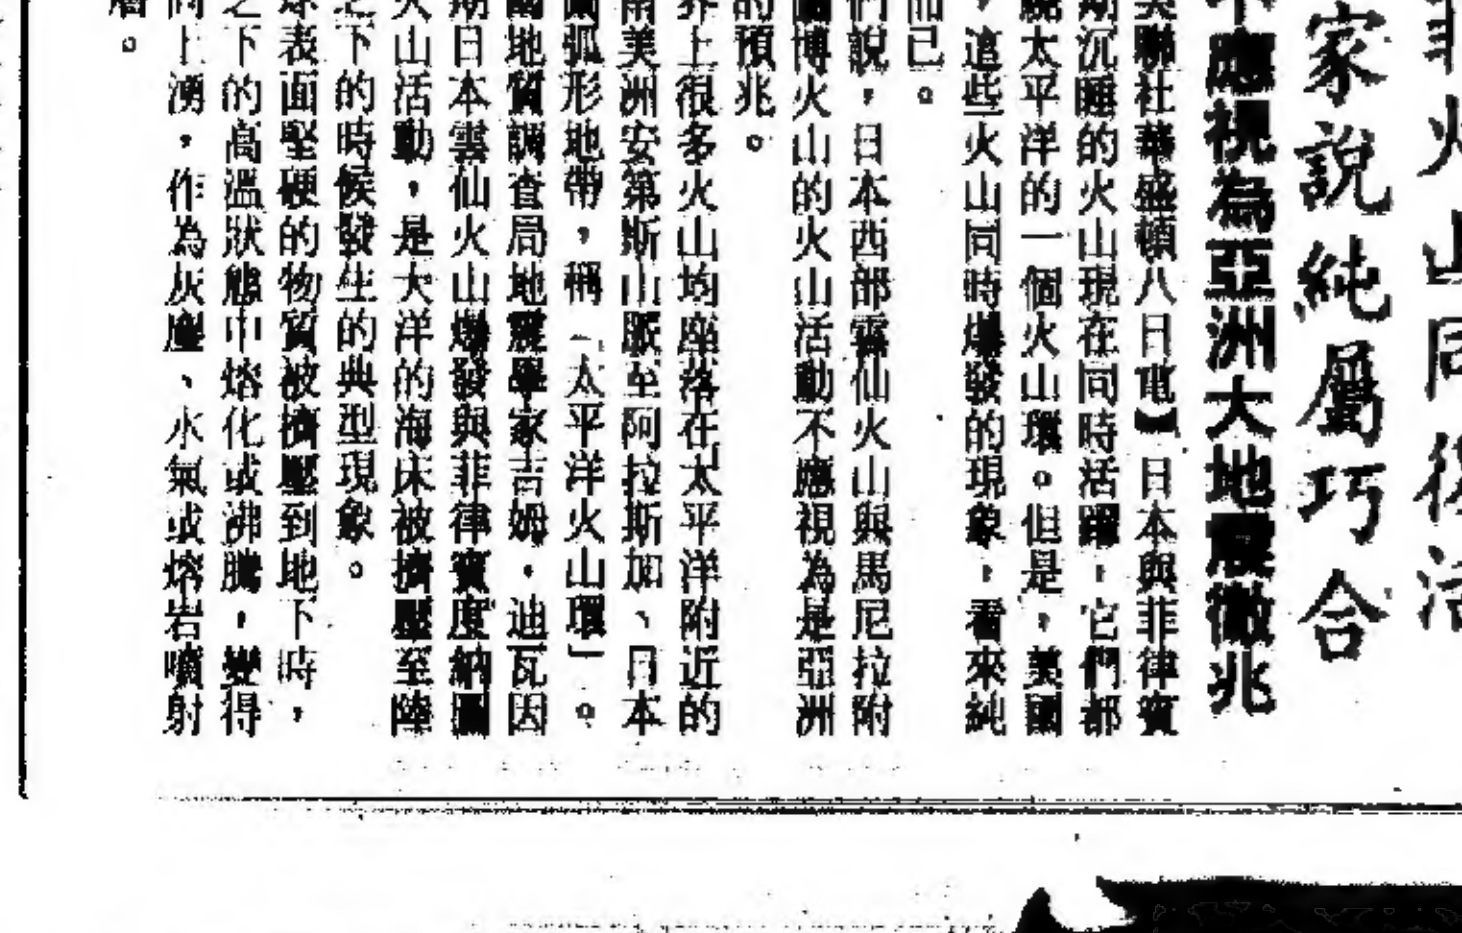 菲火山同復活
家說純屬巧合
不應視為亞洲大地震徵兆
美聯社華盛頓八日電】日本與菲律賓
期沉睡的火山現在同時活躍，它們都
繞太平洋的一個火山環。但是，美國
，這些火山同時爆發的現象，看來純
而已。
們說，日本西部雲仙火山與馬尼拉附
圖博火山的火山活動不應視為是亞洲
的預兆。
界上很多火山均座落在太平洋附近的
南美洲安第斯山脈至阿拉斯加、日本
弧形地帶，稱「太平洋火山環」。
國地質調查局地震學家吉姆．迪瓦因
期日本雲仙火山爆發與菲律賓度納圖
火山活動，是大洋的海床被擠壓至陸
之下的時候發生的典型現象。
球表面堅硬的物質被擠壓到地下時，
之下的高溫狀態中熔化或沸騰，變得
向上湧，作為灰塵、水氣或熔岩噴射
層。